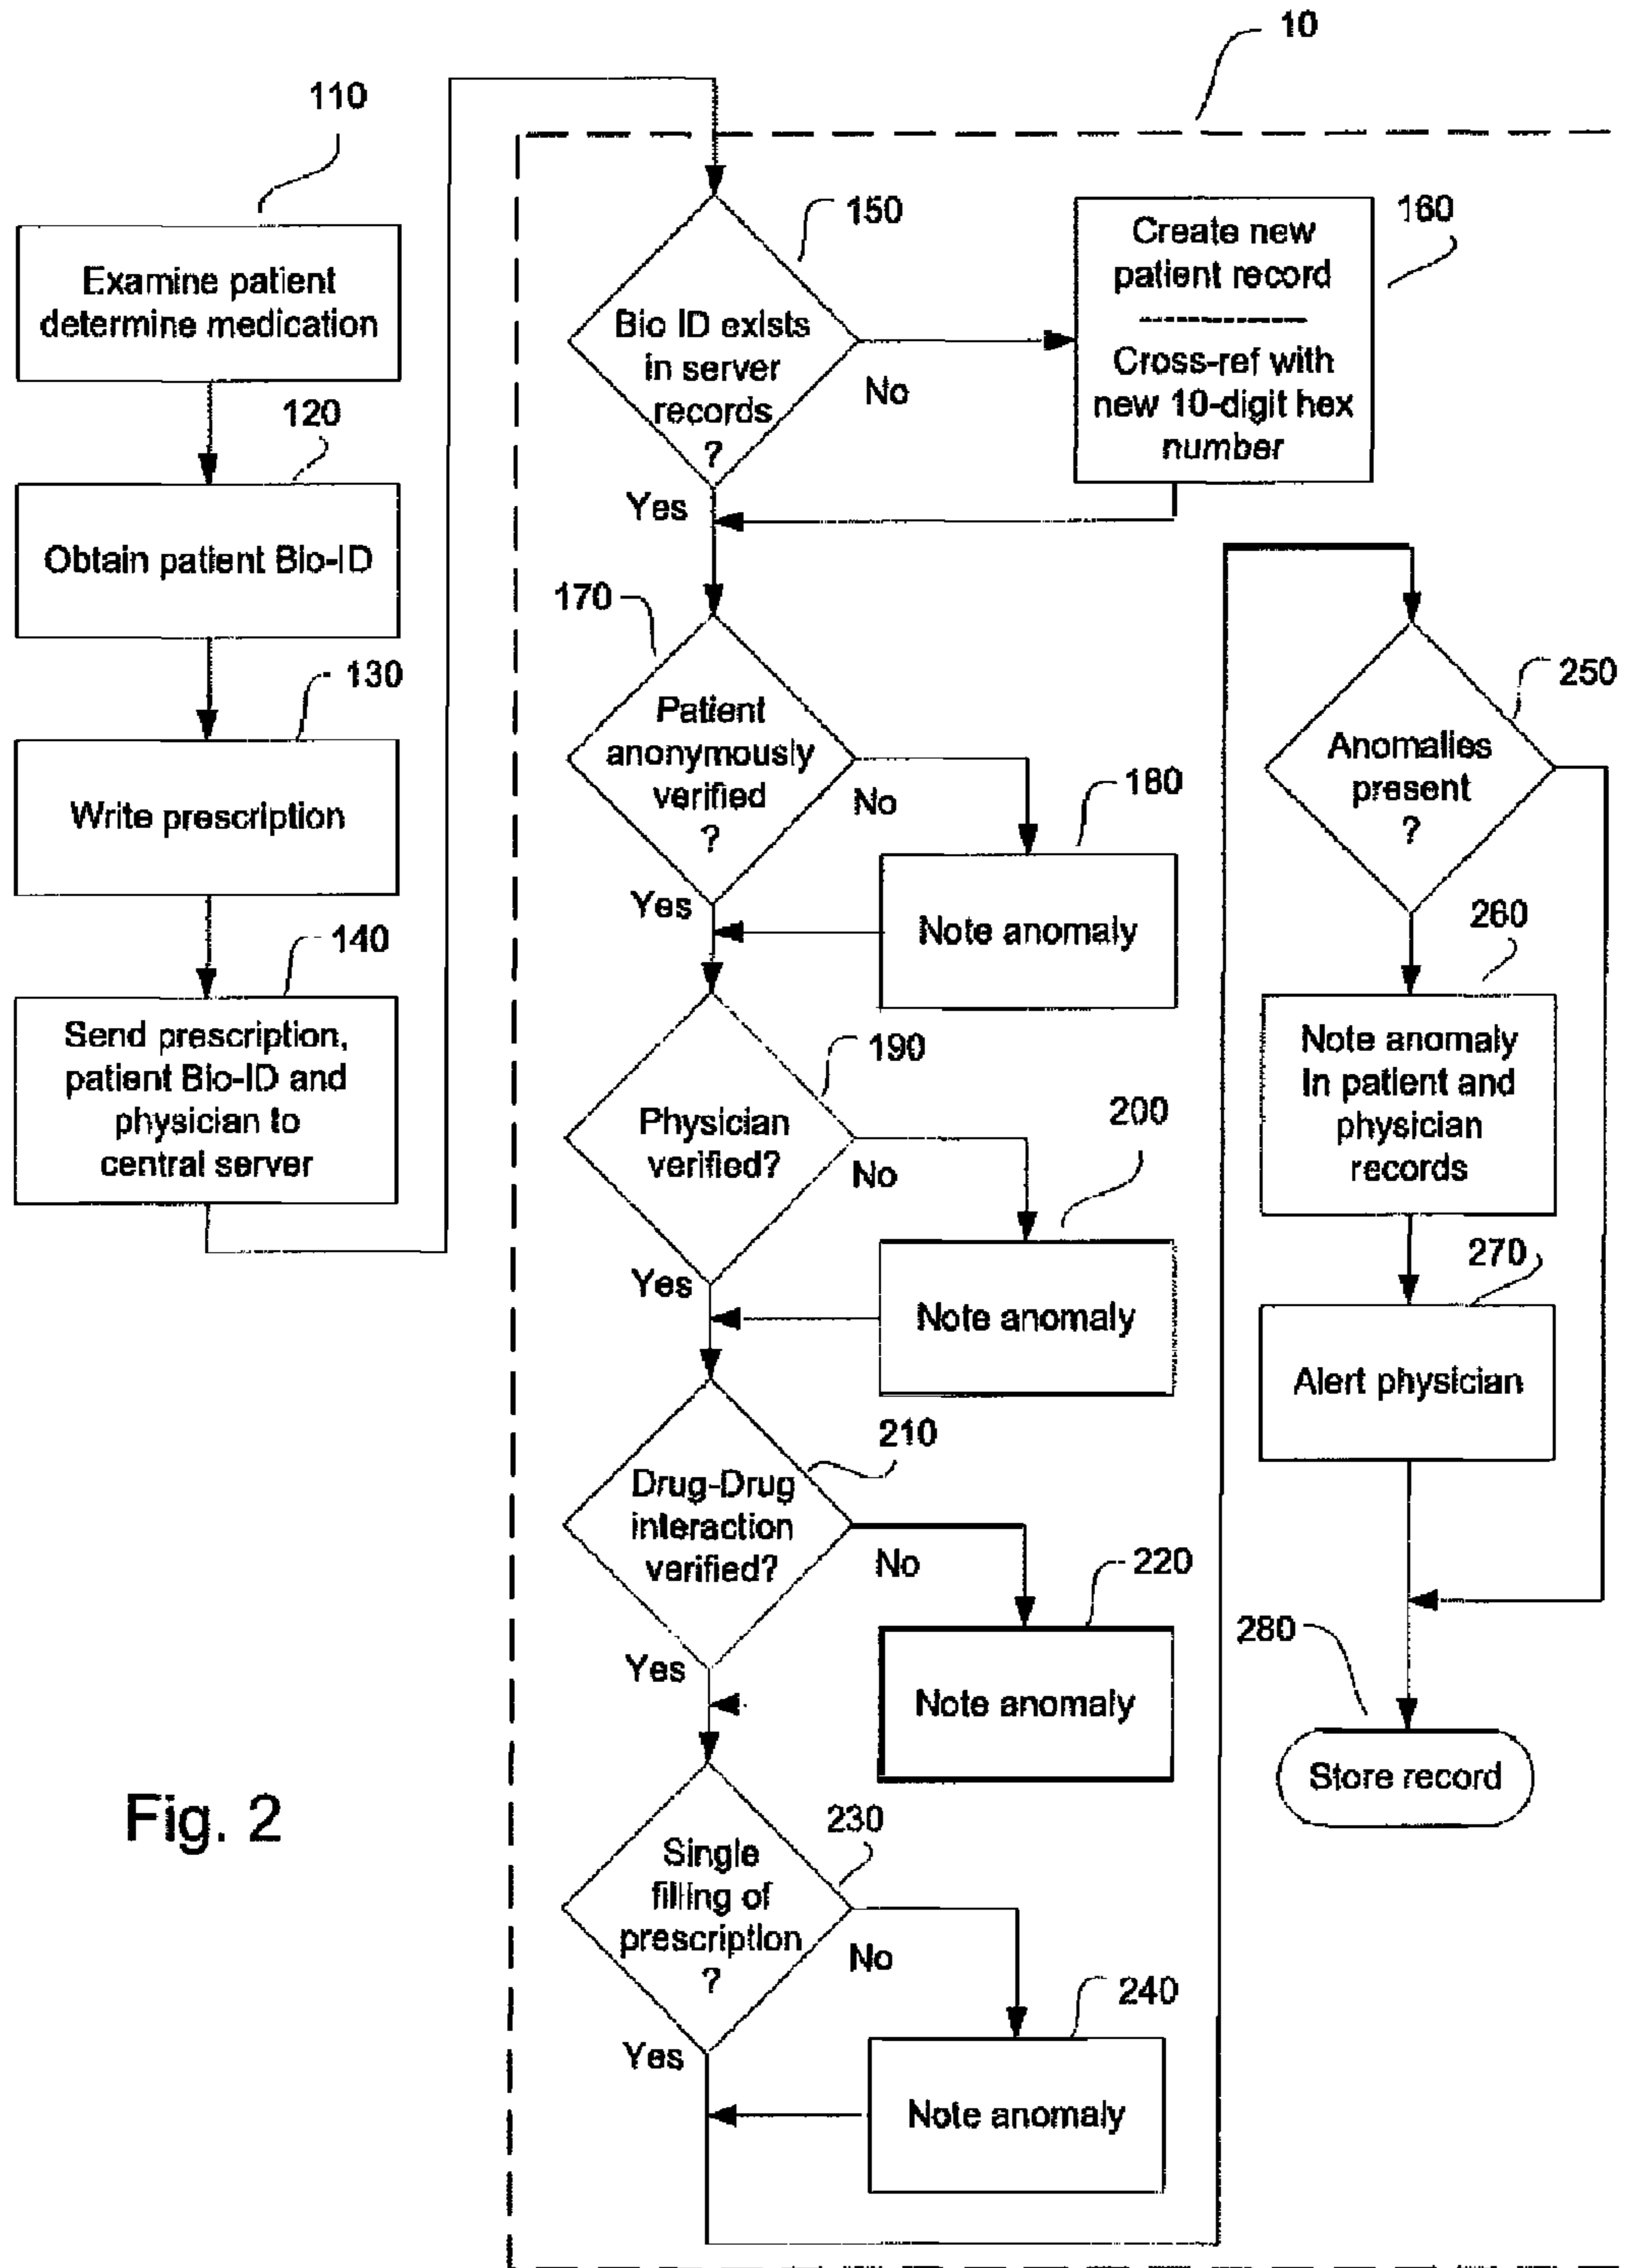 10
110
Examine patient
determine medication
120
Obtain patient Bio-ID
130
Write prescription
140
Send prescription,
patient Bio-ID and
physician to
central server
150
Bio ID exists
in server
records
?
No
Yes
160
Create new
patient record
Cross-ref with
new 10-digit hex
number
170
Patient
anonymously
verified
?
No
Yes
180
Note anomaly
190
Physician
verified?
No
Yes
200
Note anomaly
210
Drug-Drug
interaction
verified?
No
Yes
220
Note anomaly
230
Single
filling of
prescription
?
No
Yes
240
Note anomaly
250
Anomalies
present
?
260
Note anomaly
In patient and
physician
records
270
Alert physician
280
Store record
Fig. 2